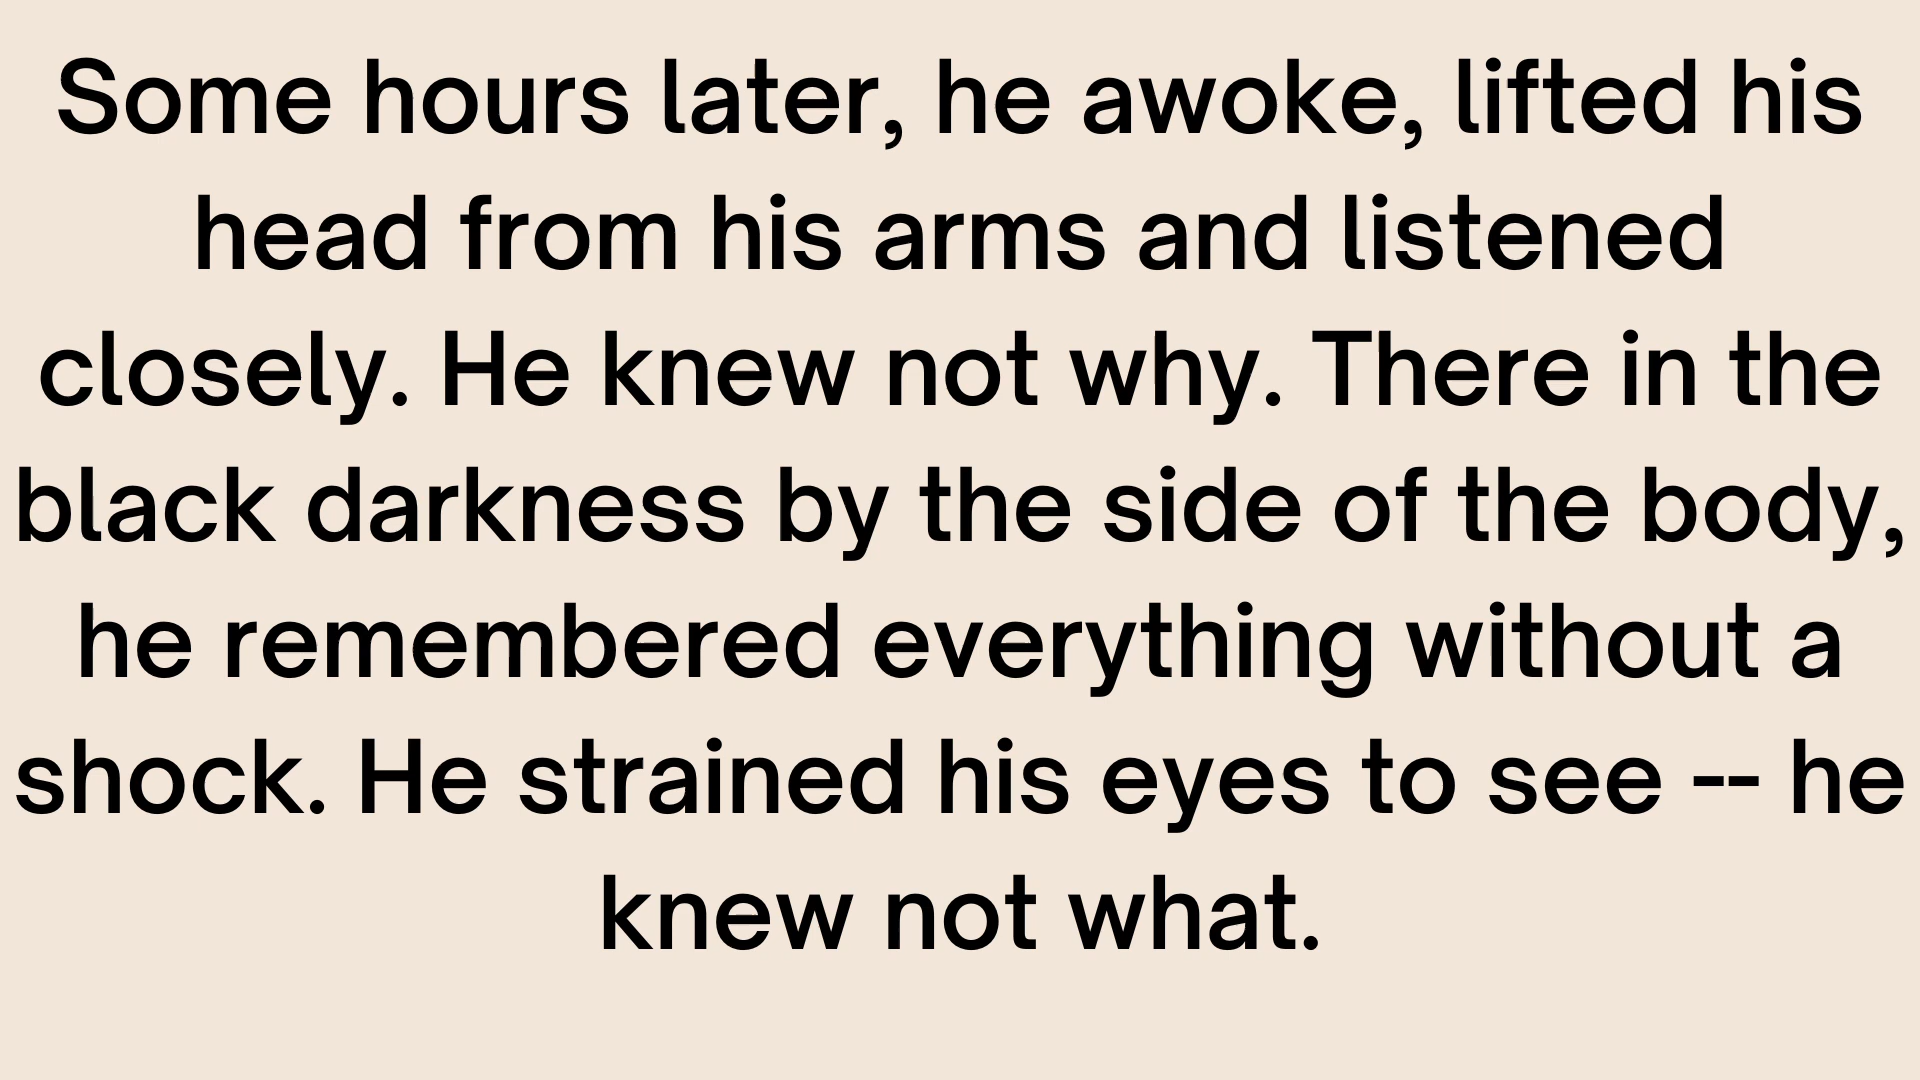 Some hours later, he awoke, lifted his
head from his arms and listened
closely. He knew not why. There in the
black darkness by the side of the body,
he remembered everything without a
shock. He strained his eyes to see -- he
knew not what.